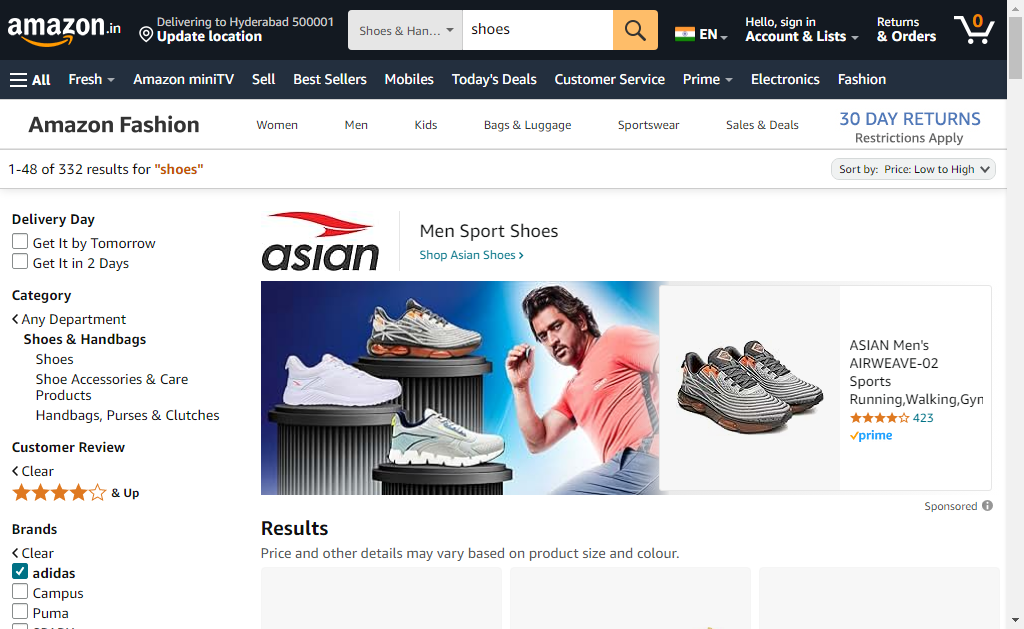 amazon.in
Delivering to Hyderabad 500001
Update location
Shoes & Han...
shoes
EN
Hello, sign in
Account & Lists
Returns
& Orders
0
All
Fresh
Amazon miniTV
Sell
Best Sellers
Mobiles
Today's Deals
Customer Service
Prime
Electronics
Fashion
Amazon Fashion
Women
Men
Kids
Bags & Luggage
Sportswear
Sales & Deals
30 DAY RETURNS
Restrictions Apply
1-48 of 332 results for "shoes"
Sort by: Price: Low to High
Delivery Day
Get It by Tomorrow
Get It in 2 Days
Category
Any Department
Shoes & Handbags
Shoes
Shoe Accessories & Care
Products
Handbags, Purses & Clutches
Customer Review
Clear
& Up
Brands
Clear
adidas
Campus
Puma
asian
Men Sport Shoes
Shop Asian Shoes
ASIAN Men's
AIRWEAVE-02
Sports
Running,Walking,Gyn
423
prime
Sponsored
Results
Price and other details may vary based on product size and colour.